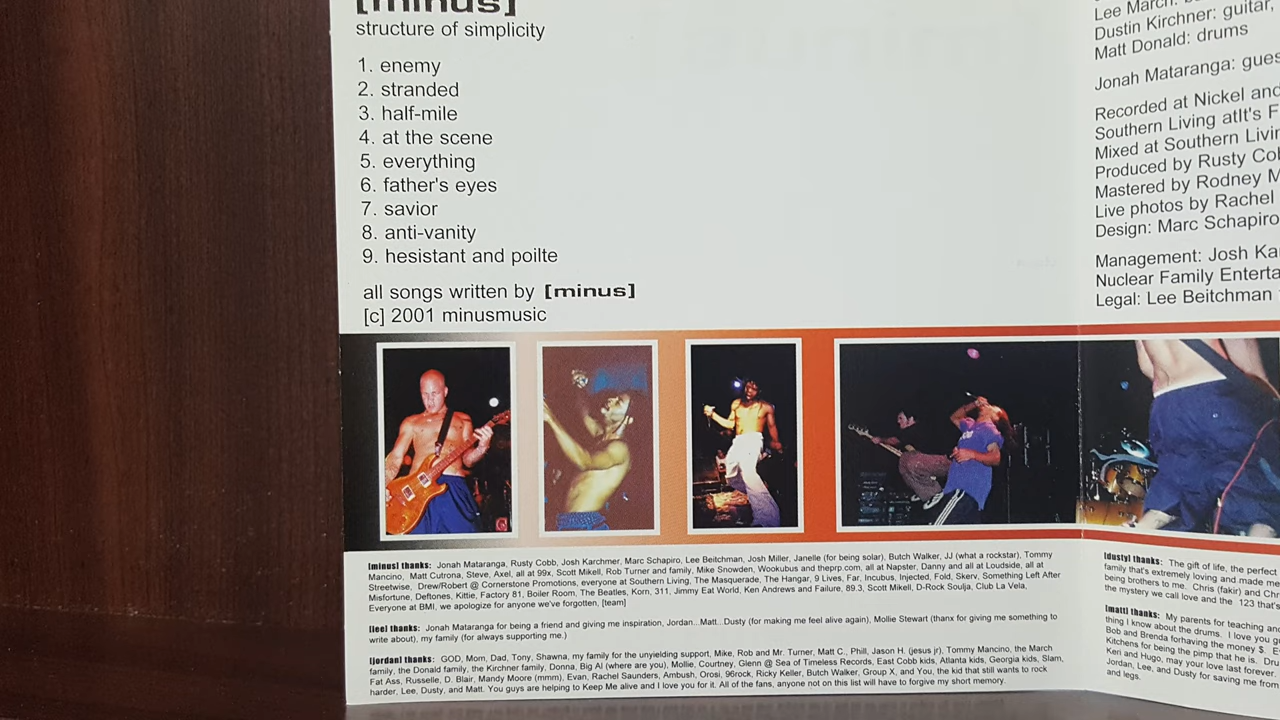 [minus]
structure of simplicity
1. enemy
2. stranded
3. half-mile
4. at the scene
5. everything
6. father's eyes
7. savior
8. anti-vanity
9. hesistant and poilte
all songs written by [minus]
[c] 2001 minusmusic
Lee March:
Dustin Kirchner: guitar,
Matt Donald: drums
Jonah Mataranga: gues
Recorded at Nickel and
Southern Living atIt's F
Mixed at Southern Livin
Produced by Rusty Cob
Mastered by Rodney M
Live photos by Rachel
Design: Marc Schapiro
Management: Josh Ka
Nuclear Family Enterta
Legal: Lee Beitchman
[minus] thanks: Jonah Mataranga, Rusty Cobb, Josh Karchmer, Marc Schapiro, Lee Beitchman, Josh Miller, Janelle (for being solar), Butch Walker, JJ (what a rockstar), Tommy
Mancino, Matt Cutrona, Steve, Axel, all at 99x, Scott Mikell, Rob Turner and family, Mike Snowden, Wookubus and theprp.com, all at Napster, Danny and all at Loudside, all at
Streetwise, Drew/Robert @ Cornerstone Promotions, everyone at Southern Living, The Masquerade, The Hangar, 9 Lives, Far, Incubus, Injected, Fold, Skerv, Something Left After
Misfortune, Deftones, Kittie, Factory 81, Boiler Room, The Beatles, Korn, 311, Jimmy Eat World, Ken Andrews and Failure, 89.3, Scott Mikell, D-Rock Soulja, Club La Vela,
Everyone at BMI, we apologize for anyone we've forgotten, [team]
[lee] thanks: Jonah Mataranga for being a friend and giving me inspiration, Jordan...Matt...Dusty (for making me feel alive again), Mollie Stewart (thanx for giving me something to
write about), my family (for always supporting me.)
[jordan] thanks: GOD, Mom, Dad, Tony, Shawna, my family for the unyielding support, Mike, Rob and Mr. Turner, Matt C., Phill, Jason H. (jesus jr), Tommy Mancino, the March
family, the Donald family, the Kirchner family, Donna, Big Al (where are you), Mollie, Courtney, Glenn @ Sea of Timeless Records, East Cobb kids, Atlanta kids, Georgia kids, Slam,
Fat Ass, Russelle, D. Blair, Mandy Moore (mmm), Evan, Rachel Saunders, Ambush, Orosi, 96rock, Ricky Keller, Butch Walker, Group X, and You, the kid that still wants to rock
harder, Lee, Dusty, and Matt. You guys are helping to Keep Me alive and I love you for it. All of the fans, anyone not on this list will have to forgive my short memory.
[dusty] thanks: The gift of life, the perfect
family that's extremely loving and made me
being brothers to me. Chris (fakir) and Chr
the mystery we call love and the 123 that's
[matt] thanks: My parents for teaching and
thing I know about the drums. I love you g
Bob and Brenda forhaving the money $. E
Kitchens for being the pimp that he is. Dru
Keri and Hugo, may your love last forever.
Jordan, Lee, and Dusty for saving me from
and legs.